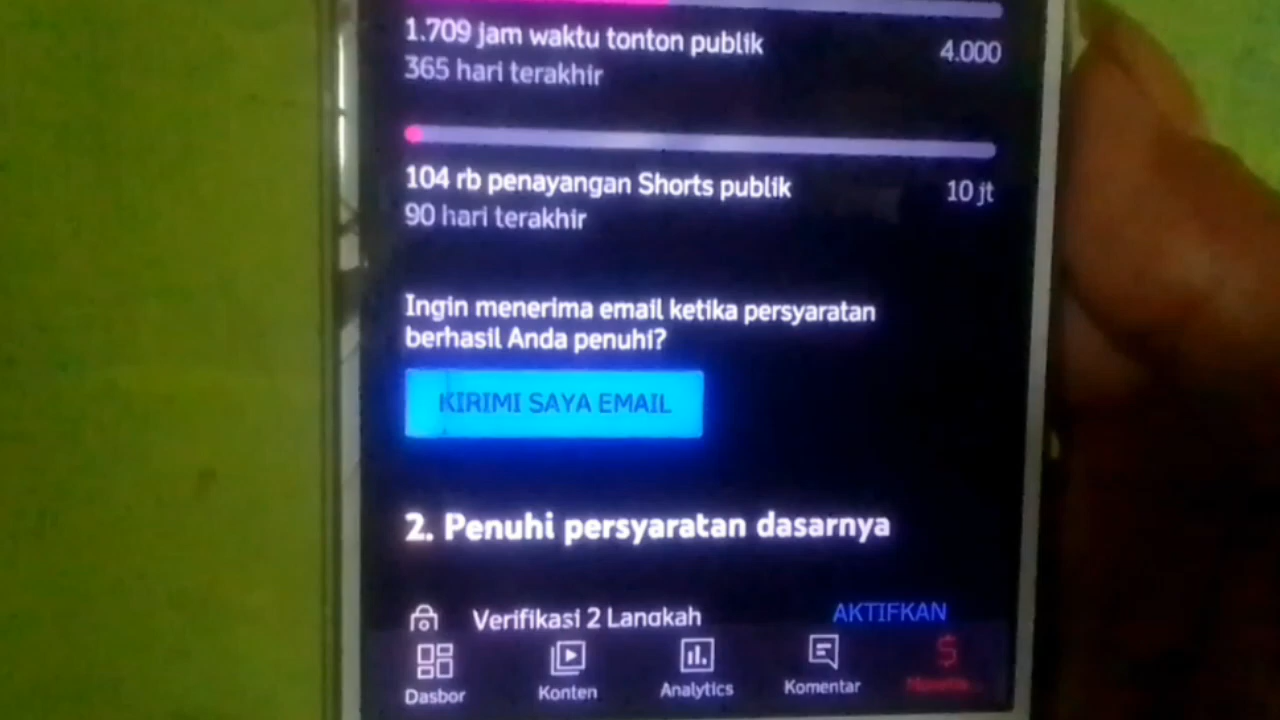 1.709 jam waktu tonton publik
4.000
365 hari terakhir
104 rb penayangan Shorts publik
10 jt
90 hari terakhir
Ingin menerima email ketika persyaratan
berhasil Anda penuhi?
KIRIMI SAYA EMAIL
2. Penuhi persyaratan dasarnya
Verifikasi 2 Langkah
AKTIFKAN
Dasbor
Konten
Analytics
Komentar